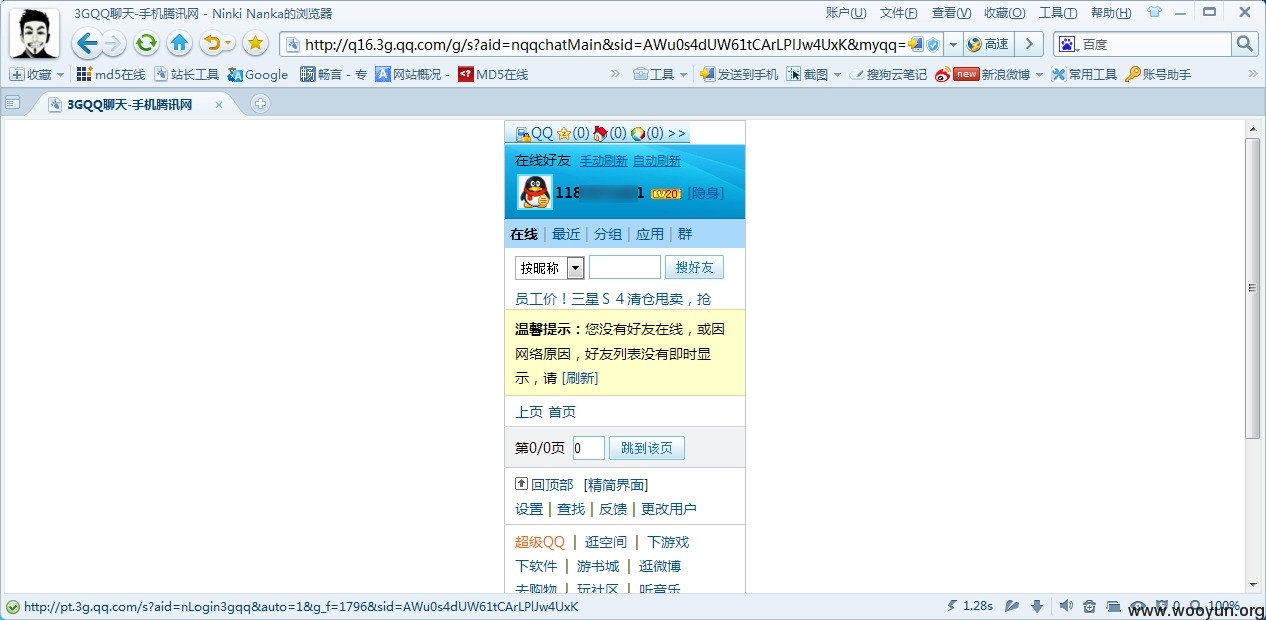 3GQQ聊天-手机腾讯网 - Ninki Nanka的浏览器
账户(U) 文件(F) 查看(V) 收藏(O) 工具(T) 帮助(H)
http://q16.3g.qq.com/g/s?aid=nqqchatMain&sid=AWu0s4dUW61tCArLPlJw4UxK&myqq=
高速
百度
收藏 md5在线 站长工具 Google 畅言 - 专 网站概况 - MD5在线 » 工具 发送到手机 截图 搜狗云笔记 new 新浪微博 常用工具 账号助手 »
3GQQ聊天-手机腾讯网
QQ (0) (0) (0) >>
在线好友 手动刷新 自动刷新
118 1 LV20 [隐身]
在线 | 最近 | 分组 | 应用 | 群
按昵称 搜好友
员工价！三星S4清仓甩卖，抢
温馨提示：您没有好友在线，或因
网络原因，好友列表没有即时显
示，请 [刷新]
上页 首页
第0/0页 0 跳到该页
回顶部 [精简界面]
设置 | 查找 | 反馈 | 更改用户
超级QQ | 逛空间 | 下游戏
下软件 | 游书城 | 逛微博
去购物 | 玩社区 | 听音乐
http://pt.3g.qq.com/s?aid=nLogin3gqq&auto=1&g_f=1796&sid=AWu0s4dUW61tCArLPlJw4UxK
1.28s 0 100%
www.wooyun.org